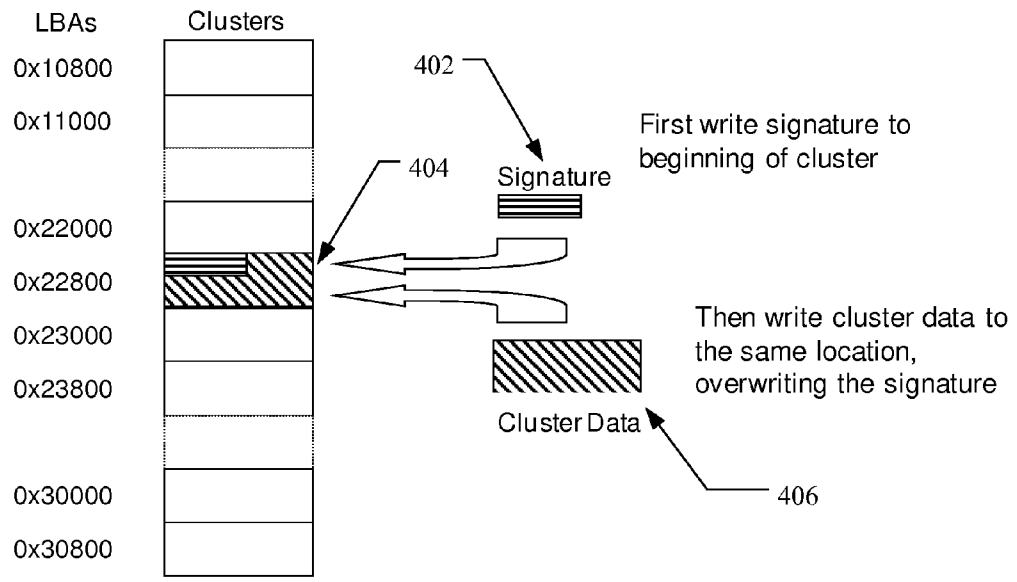 LBAs
Clusters
0x10800
0x11000
0x22000
0x22800
0x23000
0x23800
0x30000
0x30800
402
404
First write signature to
beginning of cluster
Signature
Then write cluster data to
the same location,
overwriting the signature
Cluster Data
406